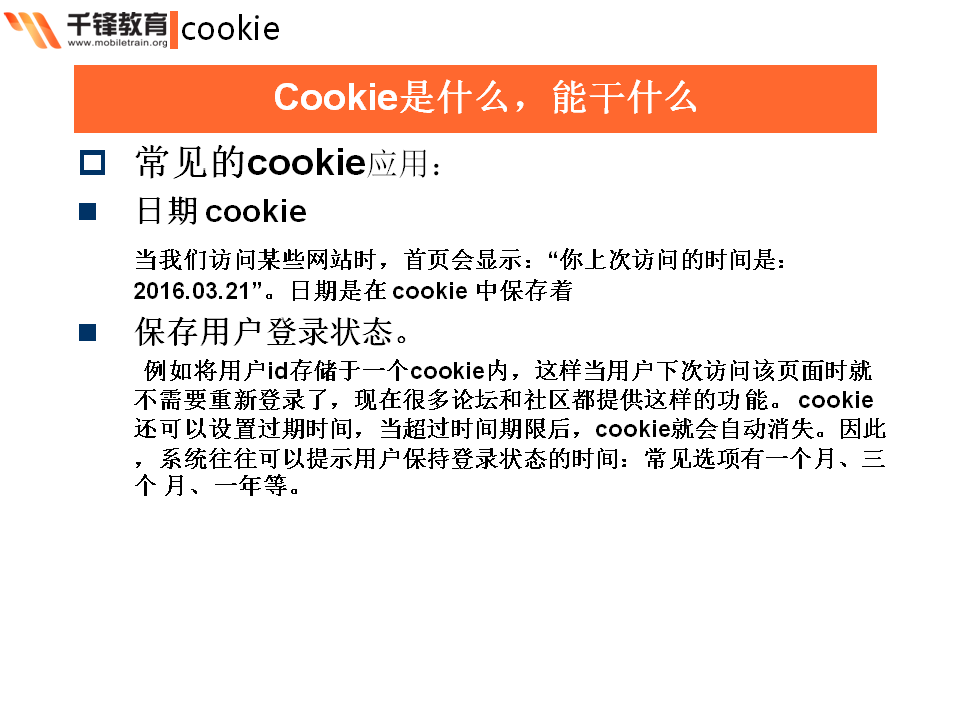 千锋教育
www.mobiletrain.org
cookie
Cookie是什么，能干什么
常见的cookie应用：
日期 cookie
当我们访问某些网站时，首页会显示：“你上次访问的时间是：
2016.03.21”。日期是在 cookie 中保存着
保存用户登录状态。
例如将用户id存储于一个cookie内，这样当用户下次访问该页面时就
不需要重新登录了，现在很多论坛和社区都提供这样的功能。 cookie
还可以设置过期时间，当超过时间期限后，cookie就会自动消失。因此
，系统往往可以提示用户保持登录状态的时间：常见选项有一个月、三
个 月、一年等。